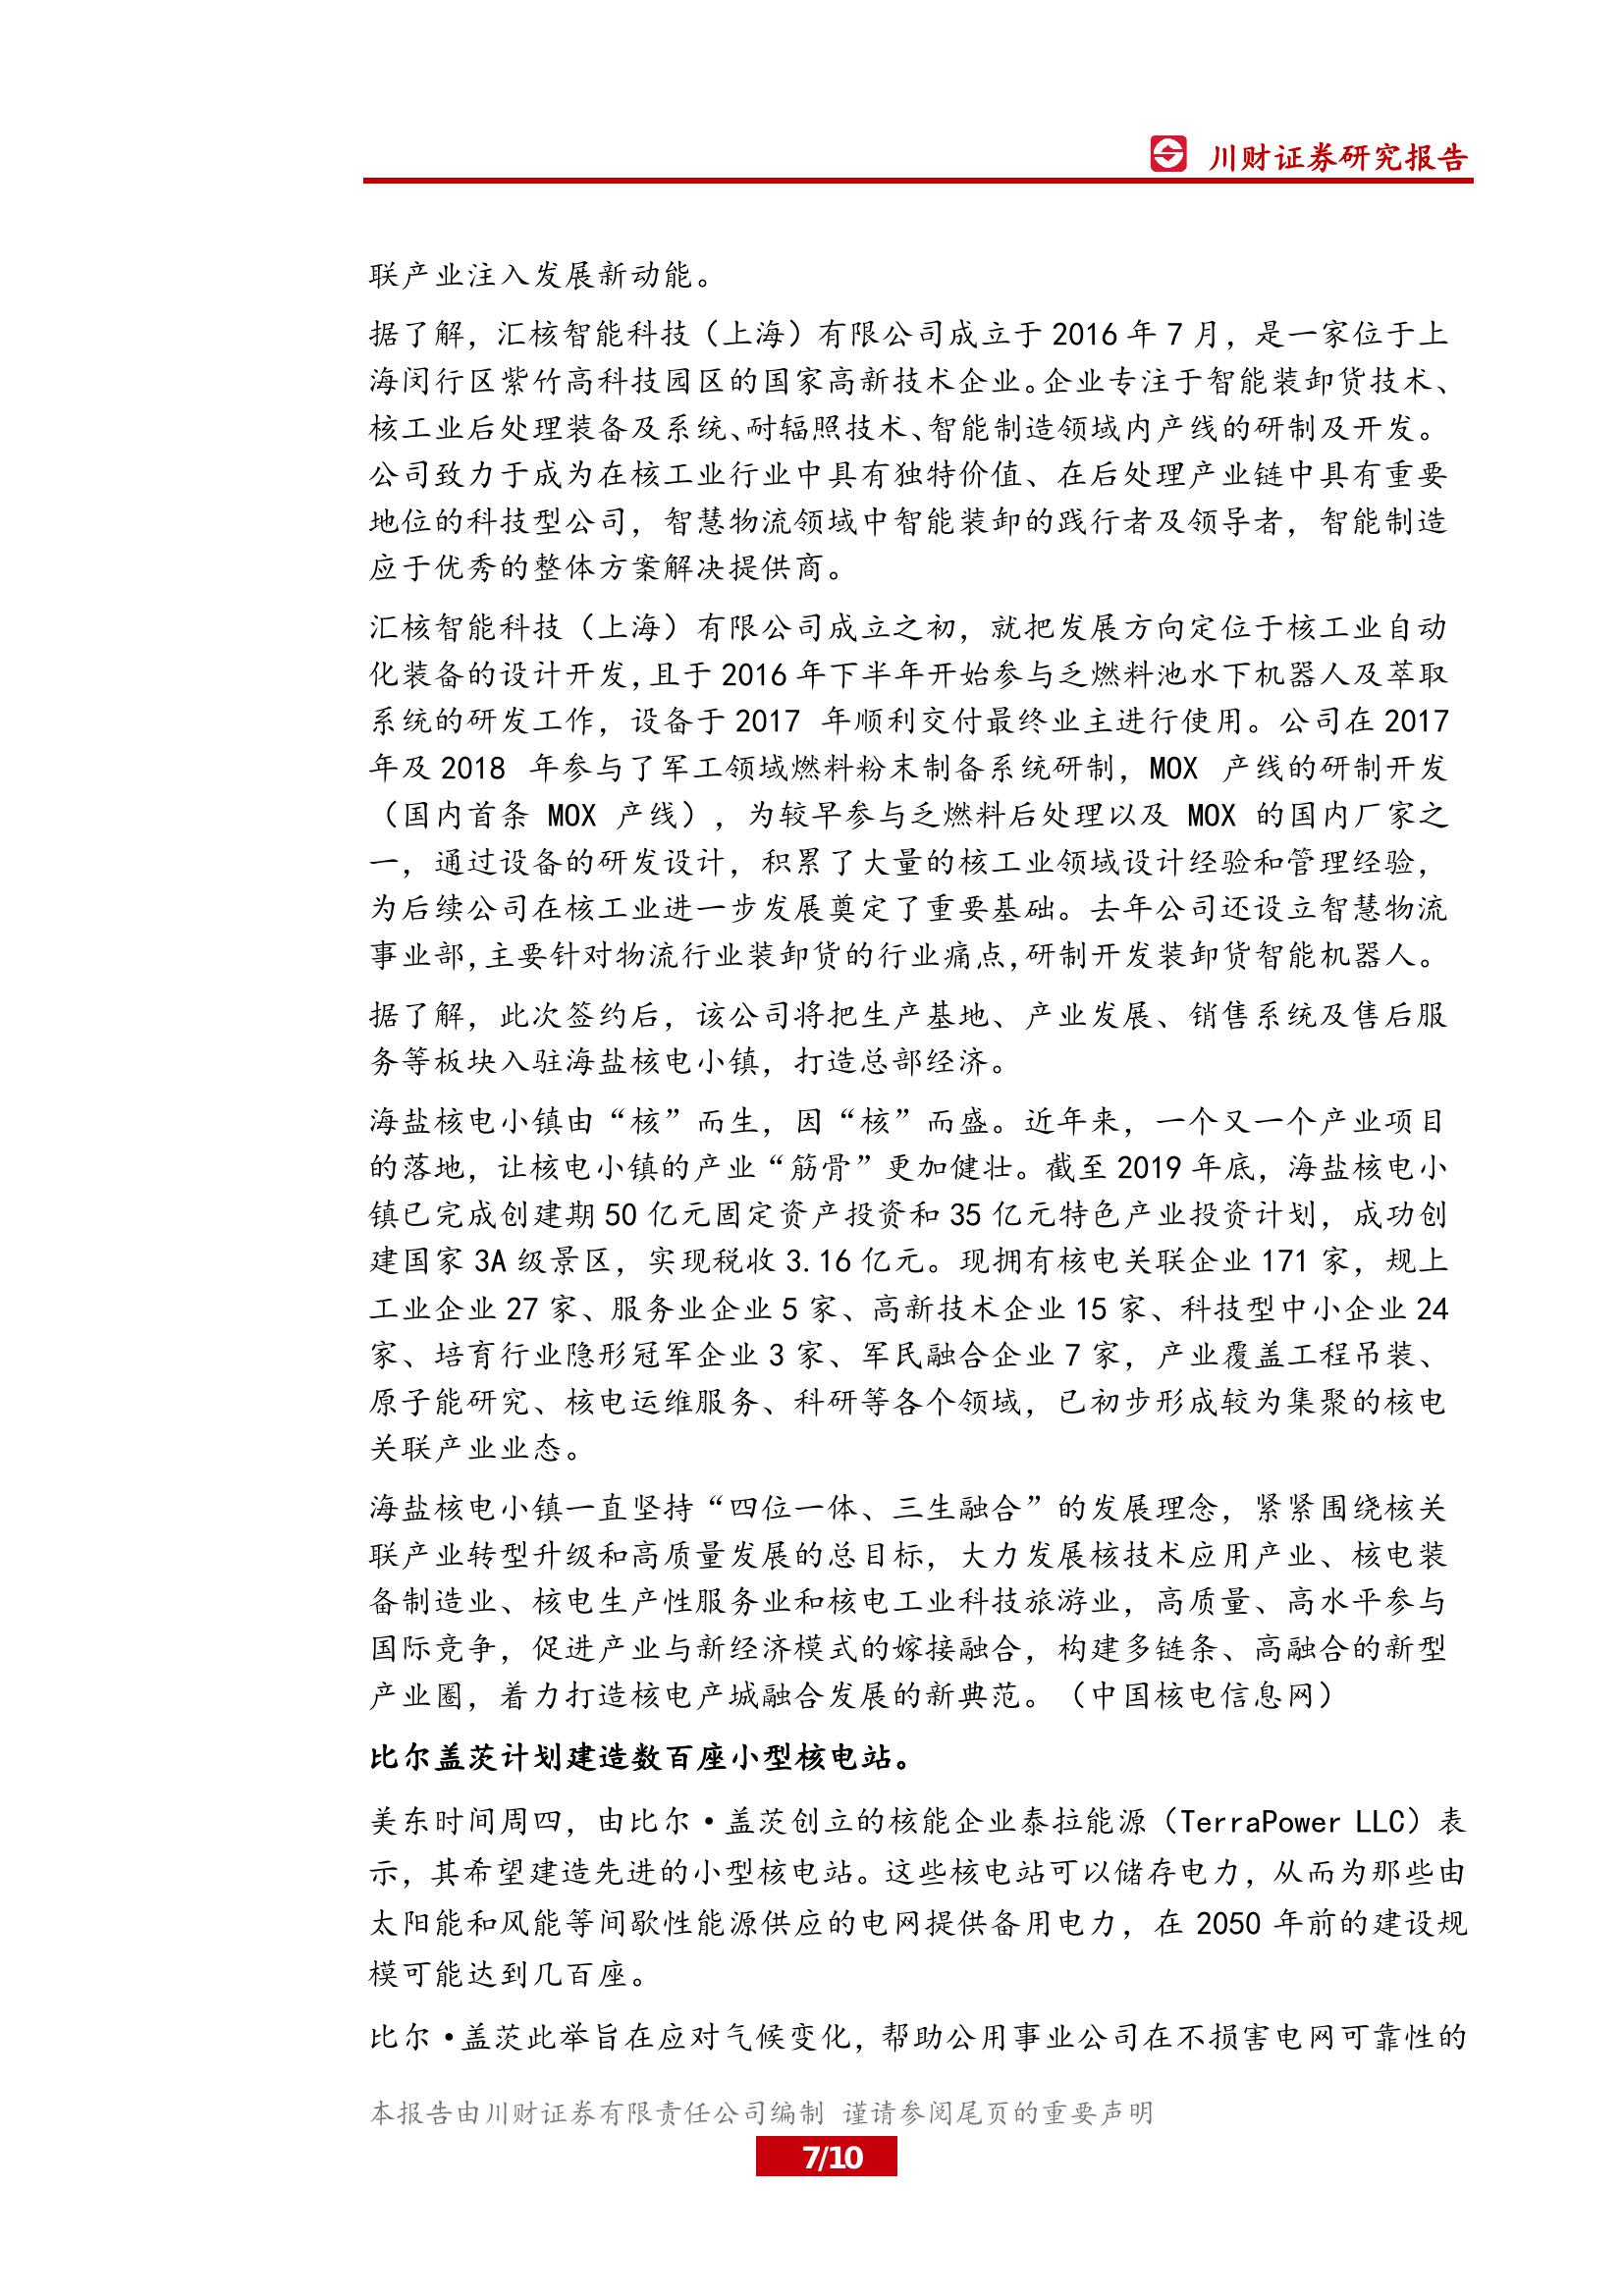 川财证券研究报告
联产业注入发展新动能。
据了解，汇核智能科技（上海）有限公司成立于 2016 年 7 月，是一家位于上
海闵行区紫竹高科技园区的国家高新技术企业。企业专注于智能装卸货技术、
核工业后处理装备及系统、耐辐照技术、智能制造领域内产线的研制及开发。
公司致力于成为在核工业行业中具有独特价值、在后处理产业链中具有重要
地位的科技型公司，智慧物流领域中智能装卸的践行者及领导者，智能制造
应于优秀的整体方案解决提供商。
汇核智能科技（上海）有限公司成立之初，就把发展方向定位于核工业自动
化装备的设计开发，且于 2016 年下半年开始参与乏燃料池水下机器人及萃取
系统的研发工作，设备于 2017 年顺利交付最终业主进行使用。公司在 2017
年及 2018 年参与了军工领域燃料粉末制备系统研制，MOX 产线的研制开发
（国内首条 MOX 产线），为较早参与乏燃料后处理以及 MOX 的国内厂家之
一，通过设备的研发设计，积累了大量的核工业领域设计经验和管理经验，
为后续公司在核工业进一步发展奠定了重要基础。去年公司还设立智慧物流
事业部，主要针对物流行业装卸货的行业痛点，研制开发装卸货智能机器人。
据了解，此次签约后，该公司将把生产基地、产业发展、销售系统及售后服
务等板块入驻海盐核电小镇，打造总部经济。
海盐核电小镇由“核”而生，因“核”而盛。近年来，一个又一个产业项目
的落地，让核电小镇的产业“筋骨”更加健壮。截至 2019 年底，海盐核电小
镇已完成创建期 50 亿元固定资产投资和 35 亿元特色产业投资计划，成功创
建国家 3A 级景区，实现税收 3.16 亿元。现拥有核电关联企业 171 家，规上
工业企业 27 家、服务业企业 5 家、高新技术企业 15 家、科技型中小企业 24
家、培育行业隐形冠军企业 3 家、军民融合企业 7 家，产业覆盖工程吊装、
原子能研究、核电运维服务、科研等各个领域，已初步形成较为集聚的核电
关联产业业态。
海盐核电小镇一直坚持“四位一体、三生融合”的发展理念，紧紧围绕核关
联产业转型升级和高质量发展的总目标，大力发展核技术应用产业、核电装
备制造业、核电生产性服务业和核电工业科技旅游业，高质量、高水平参与
国际竞争，促进产业与新经济模式的嫁接融合，构建多链条、高融合的新型
产业圈，着力打造核电产城融合发展的新典范。（中国核电信息网）
比尔盖茨计划建造数百座小型核电站。
美东时间周四，由比尔·盖茨创立的核能企业泰拉能源（TerraPower LLC）表
示，其希望建造先进的小型核电站。这些核电站可以储存电力，从而为那些由
太阳能和风能等间歇性能源供应的电网提供备用电力，在 2050 年前的建设规
模可能达到几百座。
比尔·盖茨此举旨在应对气候变化，帮助公用事业公司在不损害电网可靠性的
本报告由川财证券有限责任公司编制 谨请参阅尾页的重要声明
7/10